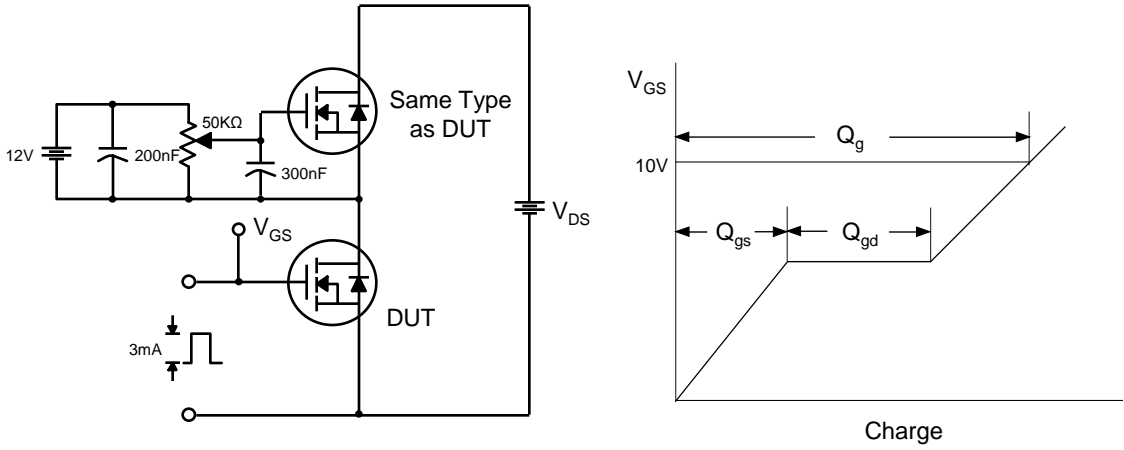 12V
200nF
50KΩ
300nF
Same Type
as DUT
V_DS
V_GS
DUT
3mA
V_GS
10V
Q_g
Q_gs
Q_gd
Charge